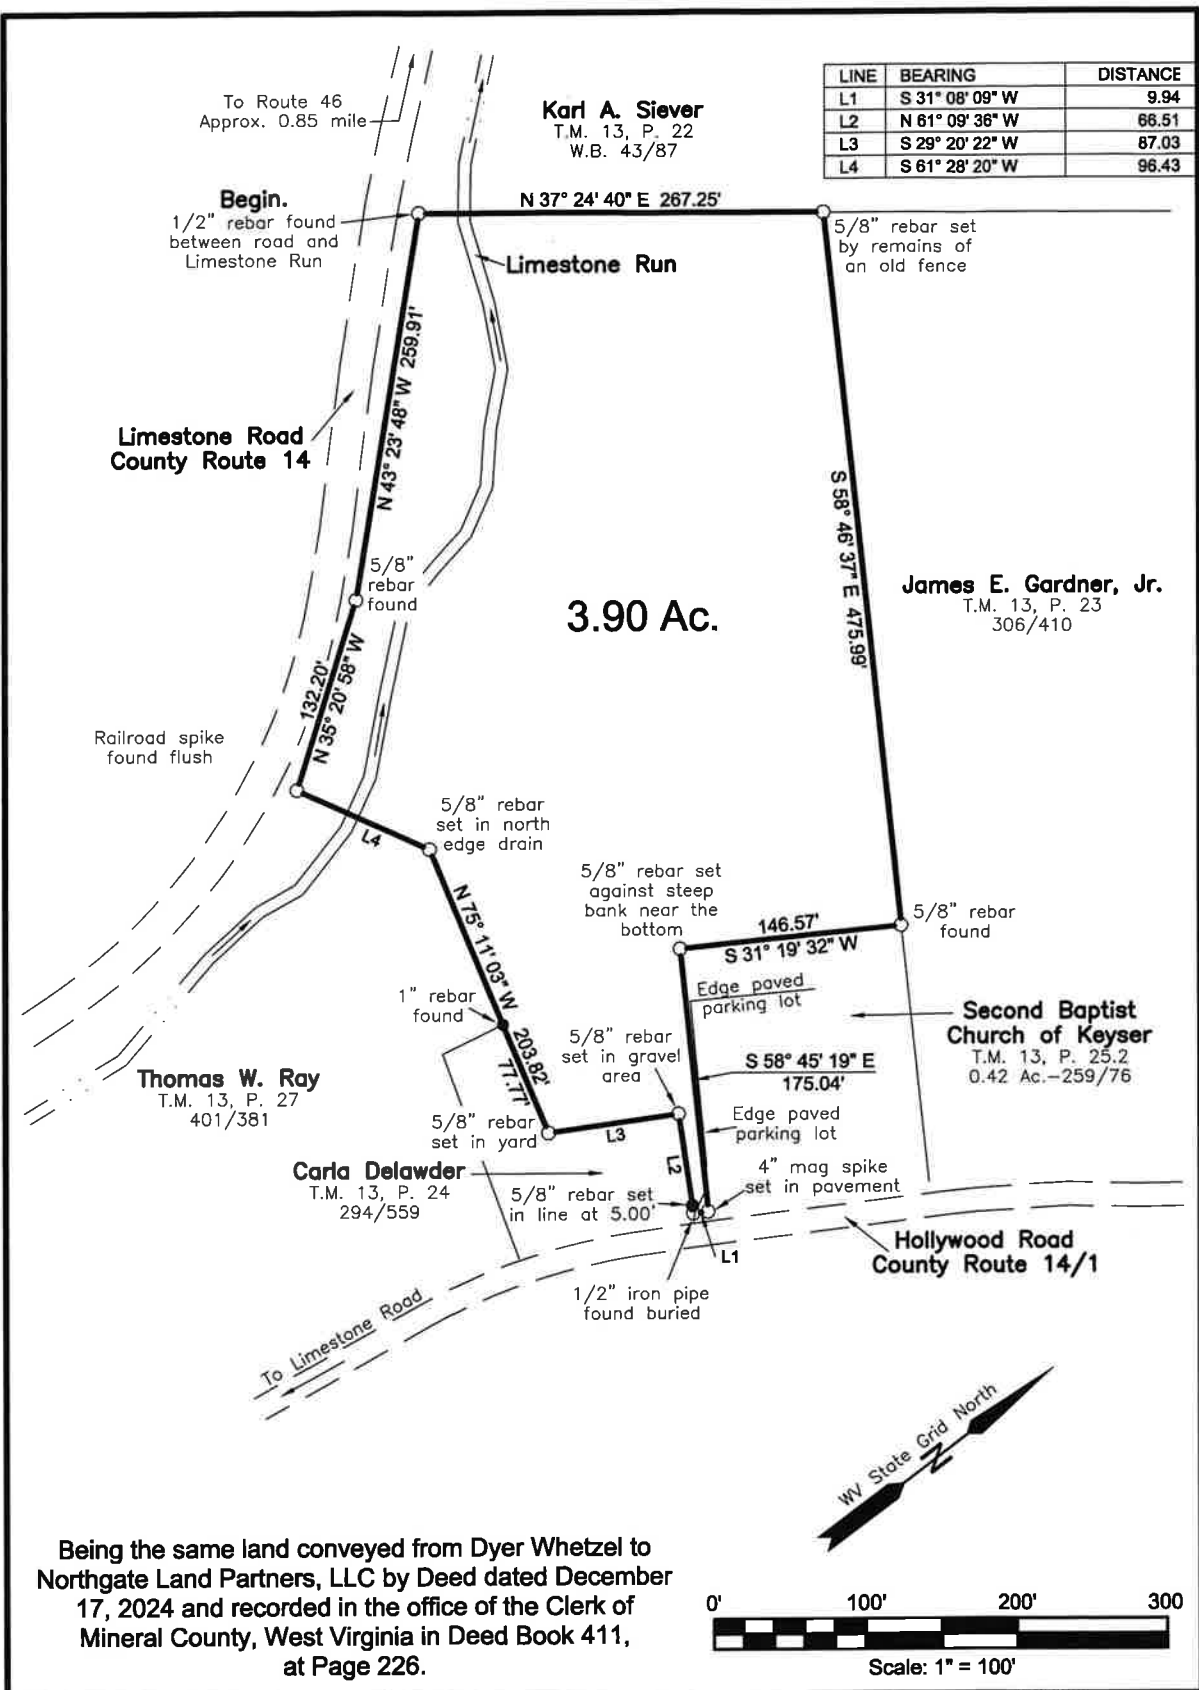 LINE BEARING DISTANCE
L1 S 31° 08' 09" W 9.94
L2 N 61° 09' 36" W 66.51
L3 S 29° 20' 22" W 87.03
L4 S 61° 28' 20" W 96.43
To Route 46
Approx. 0.85 mile
Karl A. Siever
T.M. 13, P. 22
W.B. 43/87
Begin.
1/2" rebar found
between road and
Limestone Run
N 37° 24' 40" E 267.25'
5/8" rebar set
by remains of
an old fence
Limestone Run
N 43° 23' 48" W 259.91'
Limestone Road
County Route 14
S 58° 46' 37" E 475.99'
5/8"
rebar
found
3.90 Ac.
James E. Gardner, Jr.
T.M. 13, P. 23
306/410
132.20'
N 35° 20' 58" W
Railroad spike
found flush
L4
5/8" rebar
set in north
edge drain
5/8" rebar set
against steep
bank near the
bottom
146.57'
S 31° 19' 32" W
5/8" rebar
found
N 75° 11' 03" W 203.82'
77.77'
1" rebar
found
Edge paved
parking lot
Second Baptist
Church of Keyser
T.M. 13, P. 25.2
0.42 Ac.-259/76
5/8" rebar
set in gravel
area
S 58° 45' 19" E
175.04'
Thomas W. Ray
T.M. 13, P. 27
401/381
5/8" rebar
set in yard
L3
Edge paved
parking lot
L2
Carla Delawder
T.M. 13, P. 24
294/559
5/8" rebar set
in line at 5.00'
4" mag spike
set in pavement
L1
Hollywood Road
County Route 14/1
1/2" iron pipe
found buried
To Limestone Road
WV State Grid North
N
Being the same land conveyed from Dyer Whetzel to
Northgate Land Partners, LLC by Deed dated December
17, 2024 and recorded in the office of the Clerk of
Mineral County, West Virginia in Deed Book 411,
at Page 226.
0' 100' 200' 300
Scale: 1" = 100'